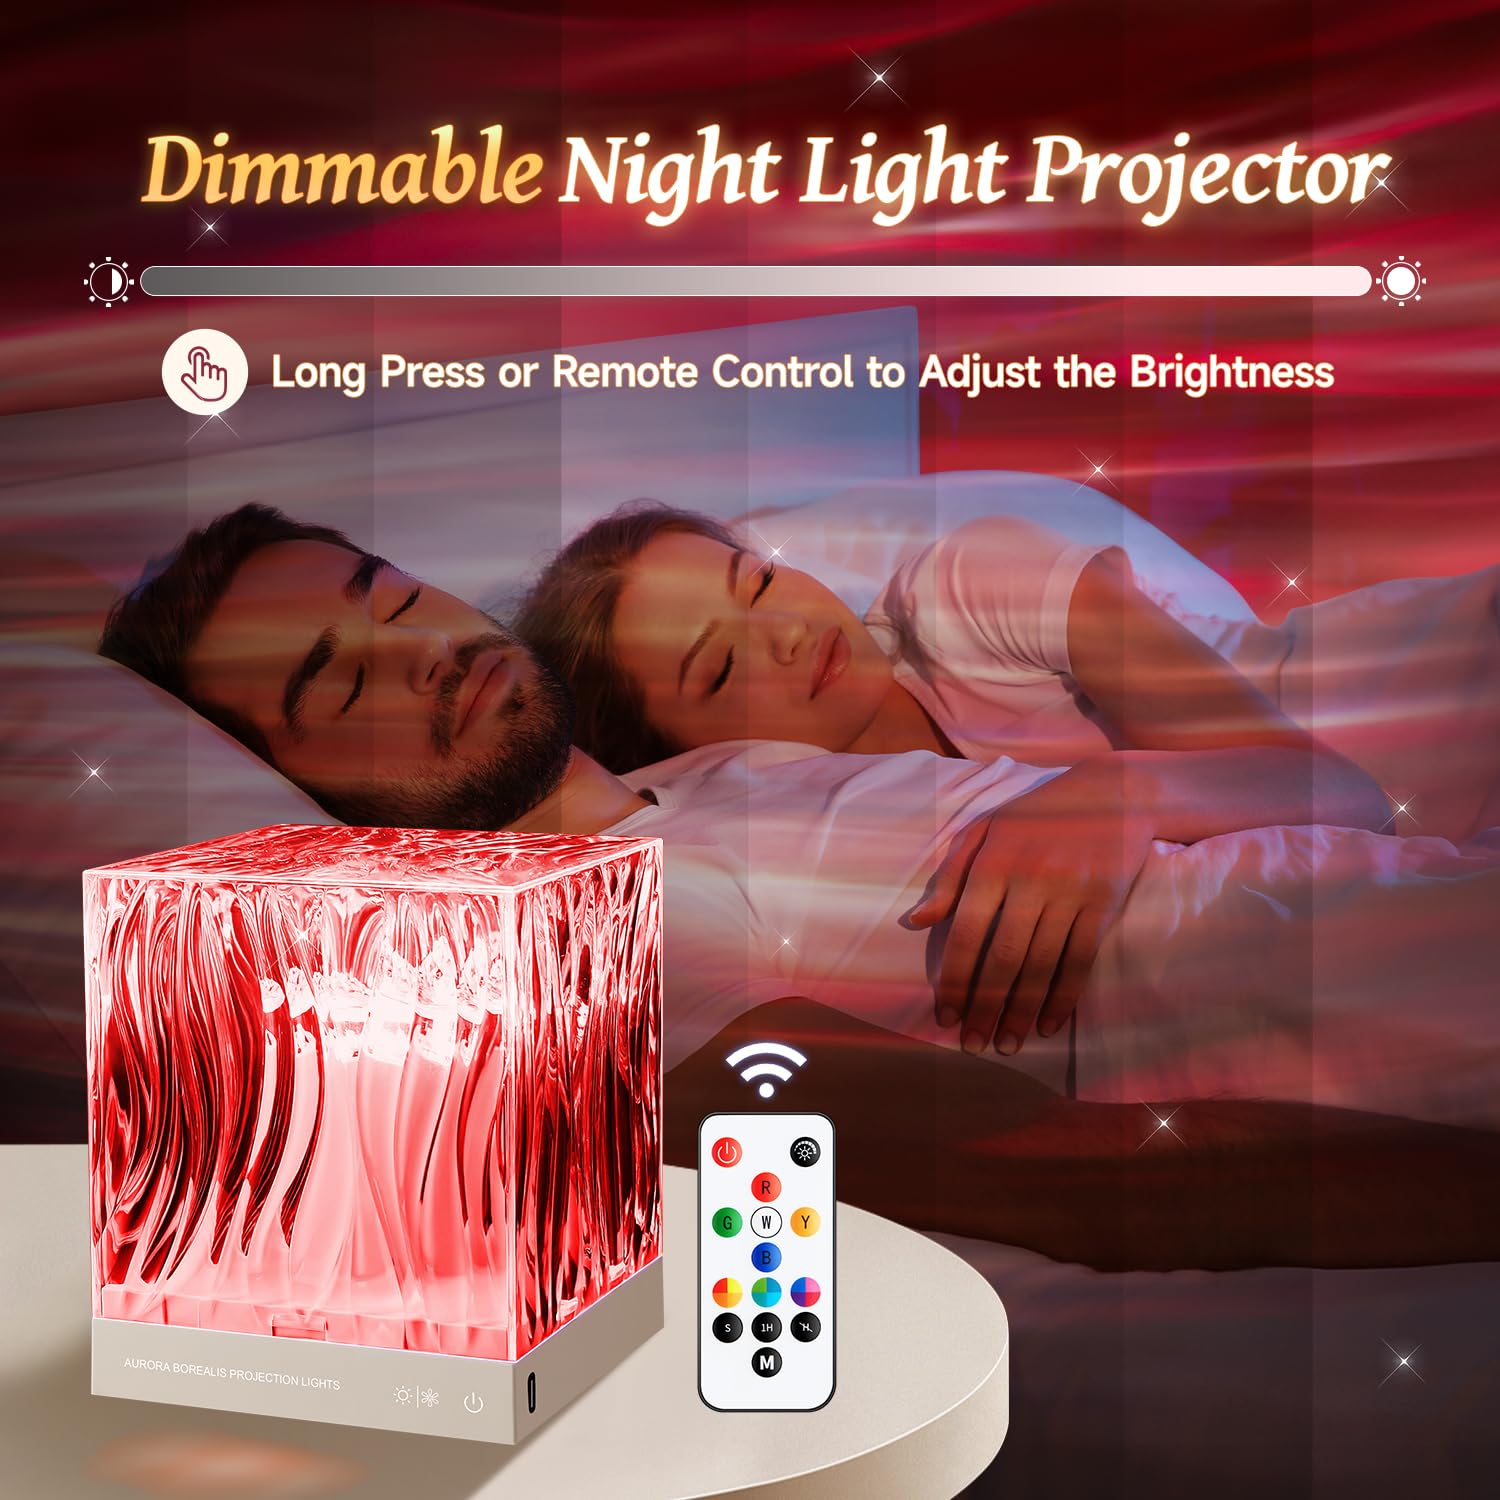 Dimmable Night Light Projector
Long Press or Remote Control to Adjust the Brightness
R
G W Y
B
S 1H H
M
AURORA BOREALIS PROJECTION LIGHTS